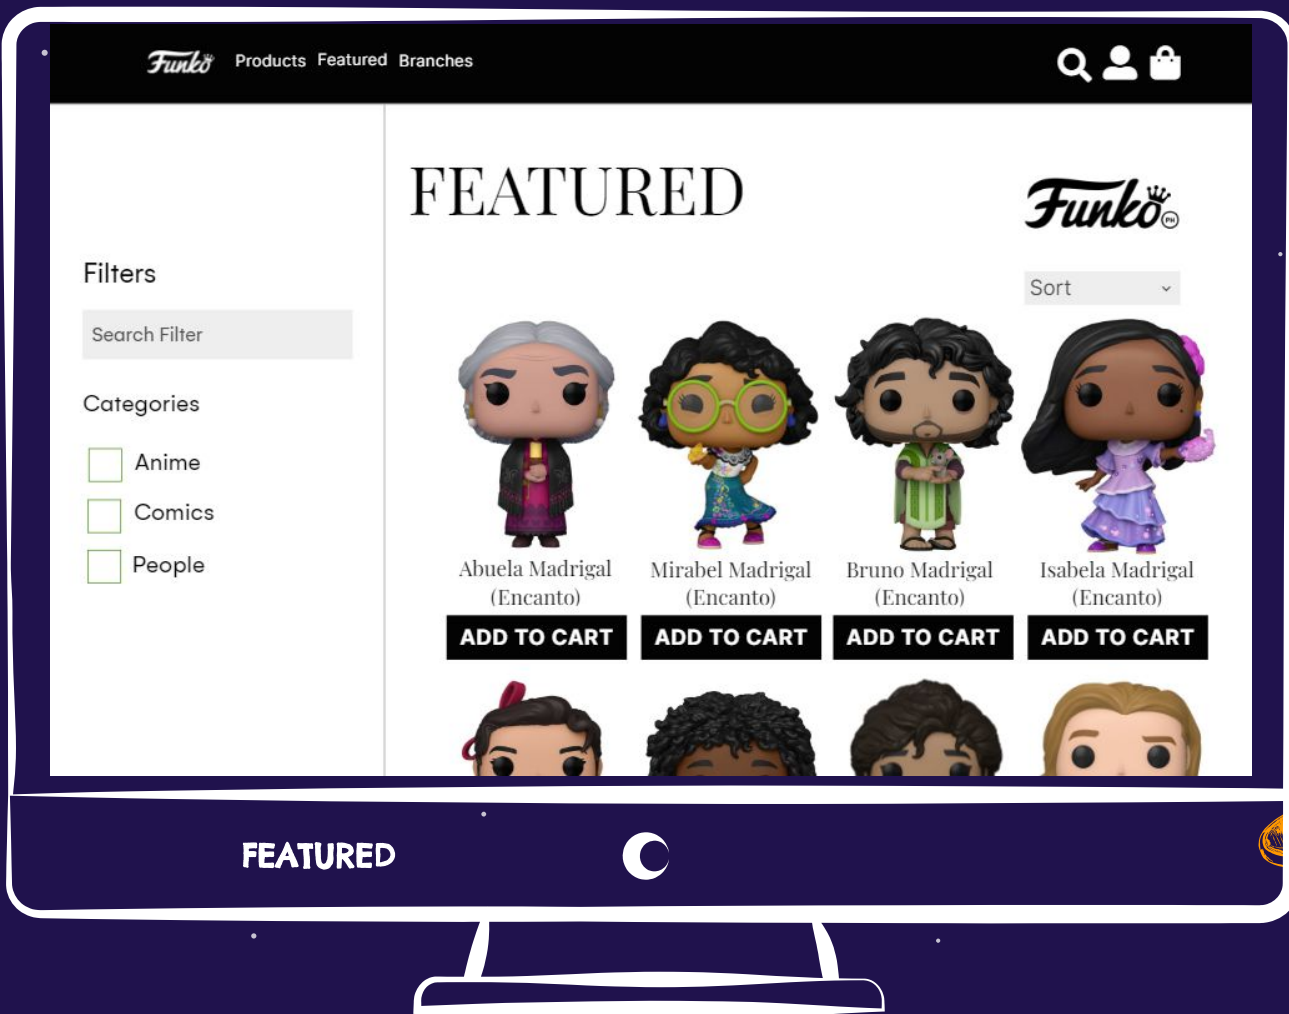 Funko
Products Featured Branches
FEATURED
Funko PH
Filters
Search Filter
Sort
Categories
Anime
Comics
People
Abuela Madrigal
(Encanto)
ADD TO CART
Mirabel Madrigal
(Encanto)
ADD TO CART
Bruno Madrigal
(Encanto)
ADD TO CART
Isabela Madrigal
(Encanto)
ADD TO CART
FEATURED